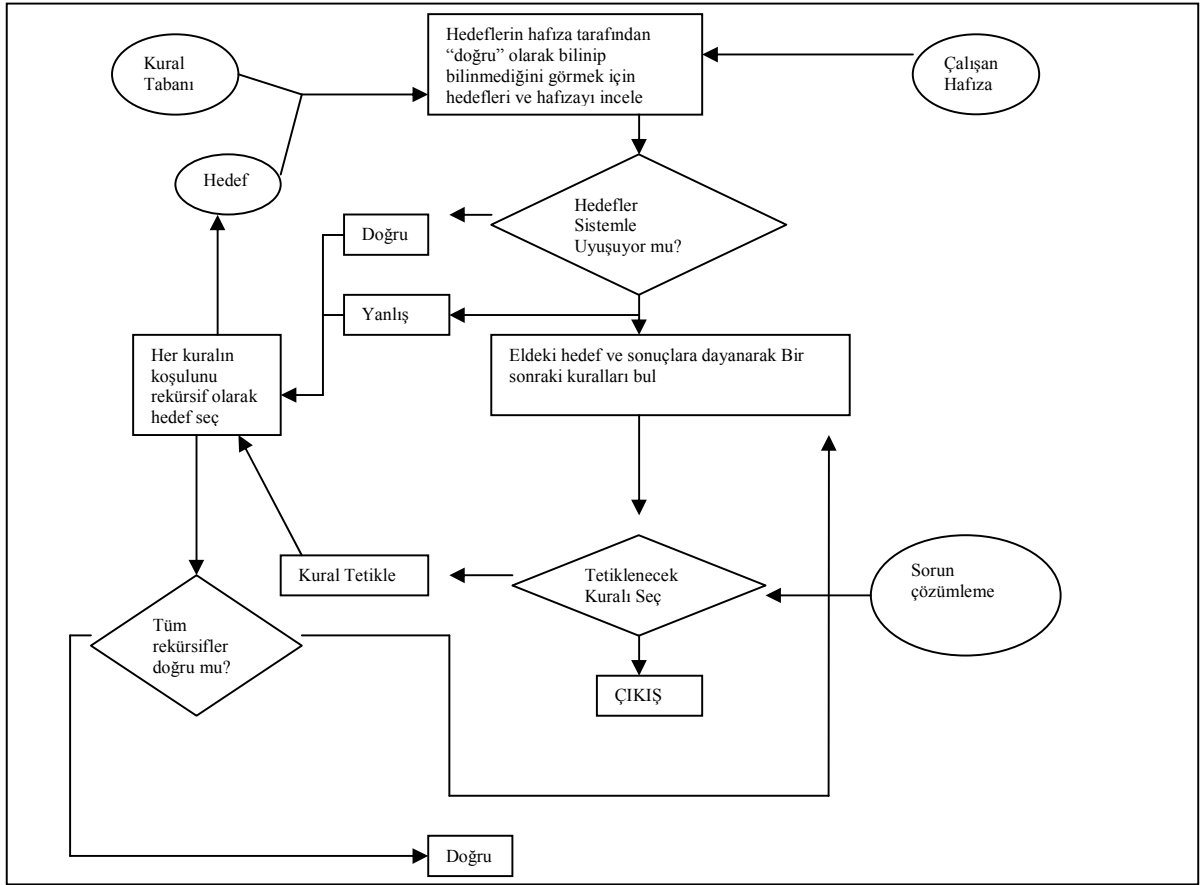 Hedeflerin hafıza tarafından
“doğru” olarak bilinip
bilinmediğini görmek için
hedefleri ve hafızayı incele
Kural
Tabanı
Çalışan
Hafıza
Hedef
Hedefler
Sistemle
Uyuşuyor mu?
Doğru
Yanlış
Her kuralın
koşulunu
rekürsif olarak
hedef seç
Eldeki hedef ve sonuçlara dayanarak Bir
sonraki kuralları bul
Kural Tetikle
Tetiklenecek
Kuralı Seç
Sorun
çözümleme
Tüm
rekürsifler
doğru mu?
ÇIKIŞ
Doğru